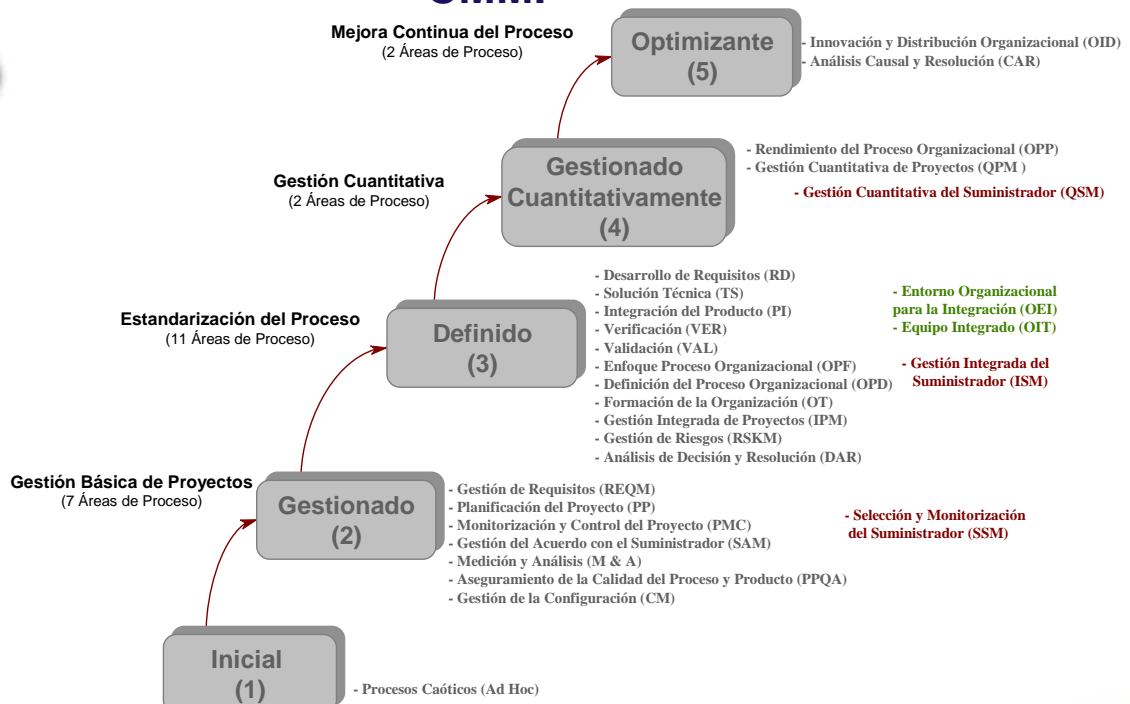 Mejora Continua del Proceso
(2 Áreas de Proceso)
Optimizante
(5)
- Innovación y Distribución Organizacional (OID)
- Análisis Causal y Resolución (CAR)
Gestión Cuantitativa
(2 Áreas de Proceso)
Gestionado
Cuantitativamente
(4)
- Rendimiento del Proceso Organizacional (OPP)
- Gestión Cuantitativa de Proyectos (QPM )
- Gestión Cuantitativa del Suministrador (QSM)
Estandarización del Proceso
(11 Áreas de Proceso)
Definido
(3)
- Desarrollo de Requisitos (RD)
- Solución Técnica (TS)
- Integración del Producto (PI)
- Verificación (VER)
- Validación (VAL)
- Enfoque Proceso Organizacional (OPF)
- Definición del Proceso Organizacional (OPD)
- Formación de la Organización (OT)
- Gestión Integrada de Proyectos (IPM)
- Gestión de Riesgos (RSKM)
- Análisis de Decisión y Resolución (DAR)
- Entorno Organizacional
para la Integración (OEI)
- Equipo Integrado (OIT)
- Gestión Integrada del
Suministrador (ISM)
Gestión Básica de Proyectos
(7 Áreas de Proceso)
Gestionado
(2)
- Gestión de Requisitos (REQM)
- Planificación del Proyecto (PP)
- Monitorización y Control del Proyecto (PMC)
- Gestión del Acuerdo con el Suministrador (SAM)
- Medición y Análisis (M & A)
- Aseguramiento de la Calidad del Proceso y Producto (PPQA)
- Gestión de la Configuración (CM)
- Selección y Monitorización
del Suministrador (SSM)
Inicial
(1)
- Procesos Caóticos (Ad Hoc)